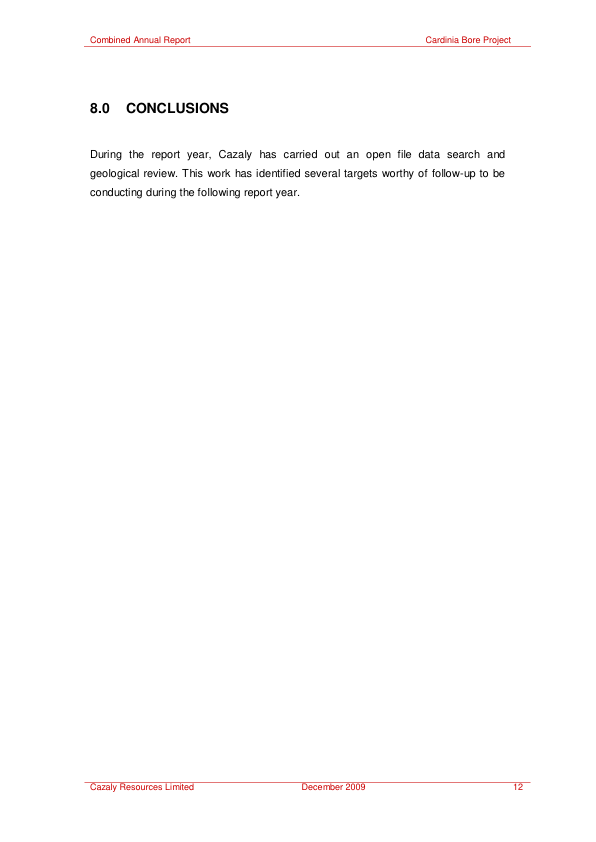 Combined Annual Report Cardinia Bore Project
8.0 CONCLUSIONS
During the report year, Cazaly has carried out an open file data search and
geological review. This work has identified several targets worthy of follow-up to be
conducting during the following report year.
Cazaly Resources Limited December 2009 12